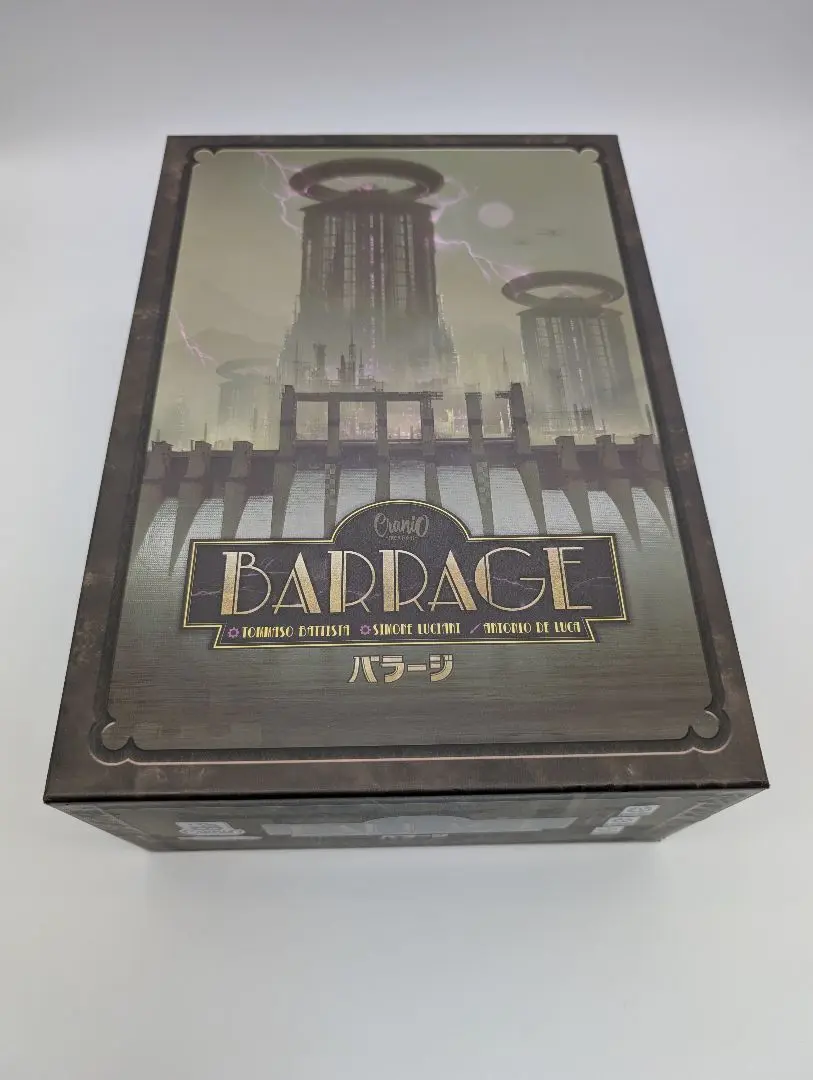 Cranio
BARRAGE
TOMMASO BATTISTA SIMONE LUCIANI ANTONIO DE LUCA
バラージ